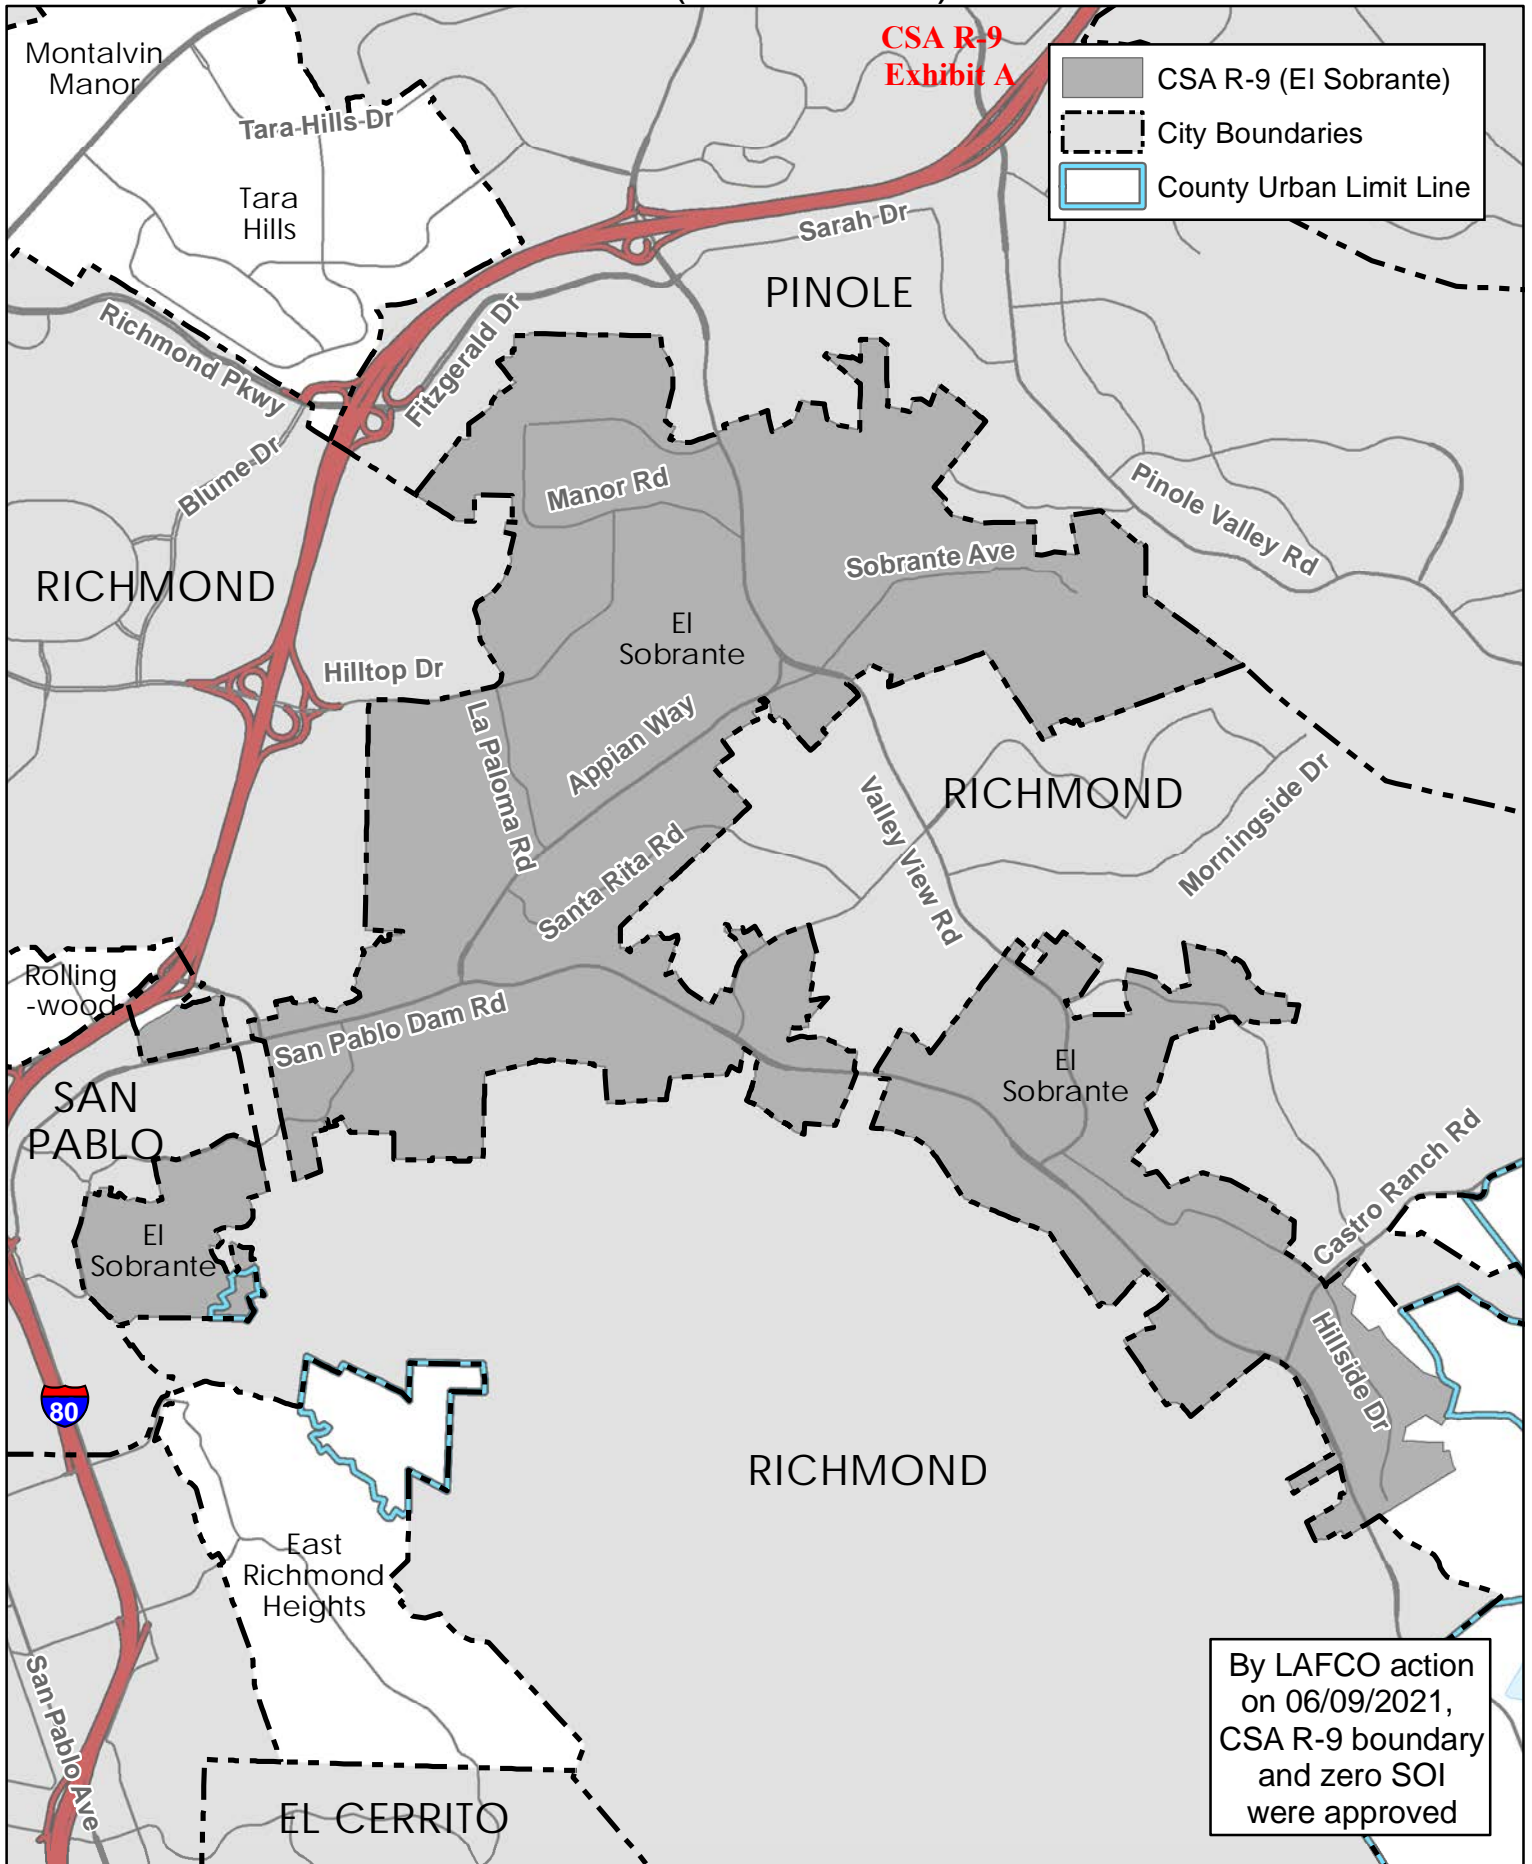 CSA R-9
Exhibit A
CSA R-9 (El Sobrante)
City Boundaries
County Urban Limit Line
Montalvin
Manor
Tara Hills Dr
Tara
Hills
Sarah Dr
PINOLE
Richmond Pkwy
Fitzgerald Dr
Blume Dr
Manor Rd
Pinole Valley Rd
Sobrante Ave
RICHMOND
El
Sobrante
Hilltop Dr
La Paloma Rd
Appian Way
Valley View Rd
RICHMOND
Morningside Dr
Santa Rita Rd
Rolling
-wood
San Pablo Dam Rd
El
Sobrante
SAN
PABLO
Castro Ranch Rd
El
Sobrante
Hillside Dr
80
RICHMOND
East
Richmond
Heights
San Pablo Ave
EL CERRITO
By LAFCO action
on 06/09/2021,
CSA R-9 boundary
and zero SOI
were approved